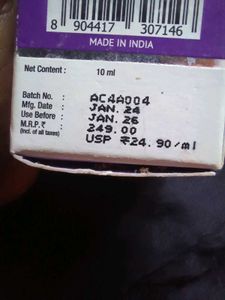 8 904417 307146
MADE IN INDIA
Net Content : 10 ml
Batch No. : AC4A004
Mfg. Date : JAN.24
Use Before : JAN.26
M.R.P.₹ : 249.00
(Incl. of all taxes)
USP ₹24.90/ml